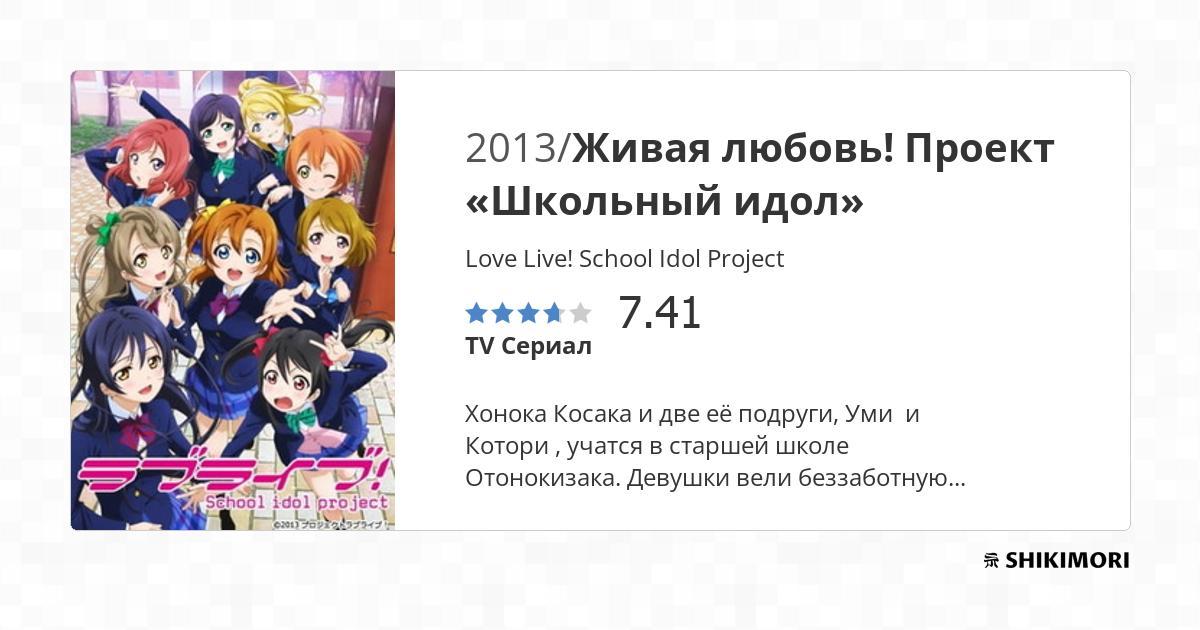 2013/Живая любовь! Проект
«Школьный идол»
Love Live! School Idol Project
7.41
TV Сериал
Хонока Косака и две её подруги, Уми и
Котори , учатся в старшей школе
Отонокизака. Девушки вели беззаботную...
ラブライブ!
School idol project
©2013 プロジェクトラブライブ!
SHIKIMORI